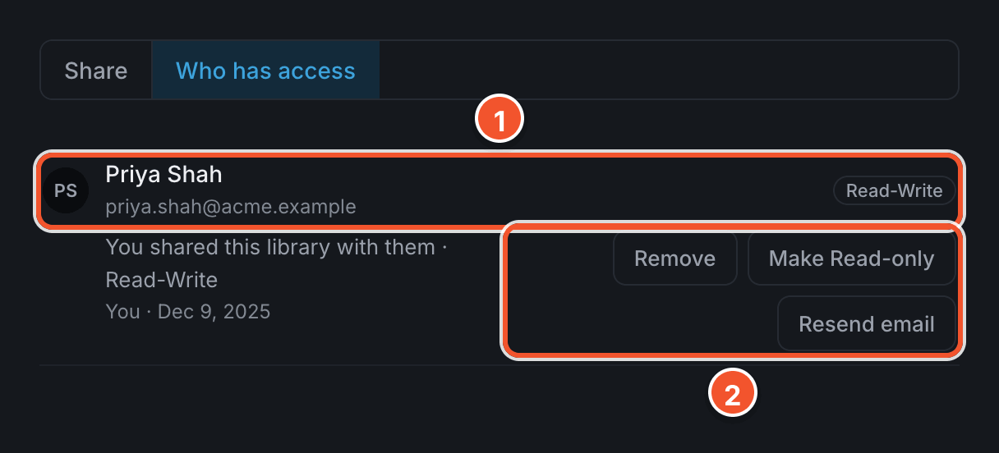 Share
Who has access
1
PS
Priya Shah
priya.shah@acme.example
Read-Write
You shared this library with them ·
Read-Write
You · Dec 9, 2025
Remove
Make Read-only
Resend email
2